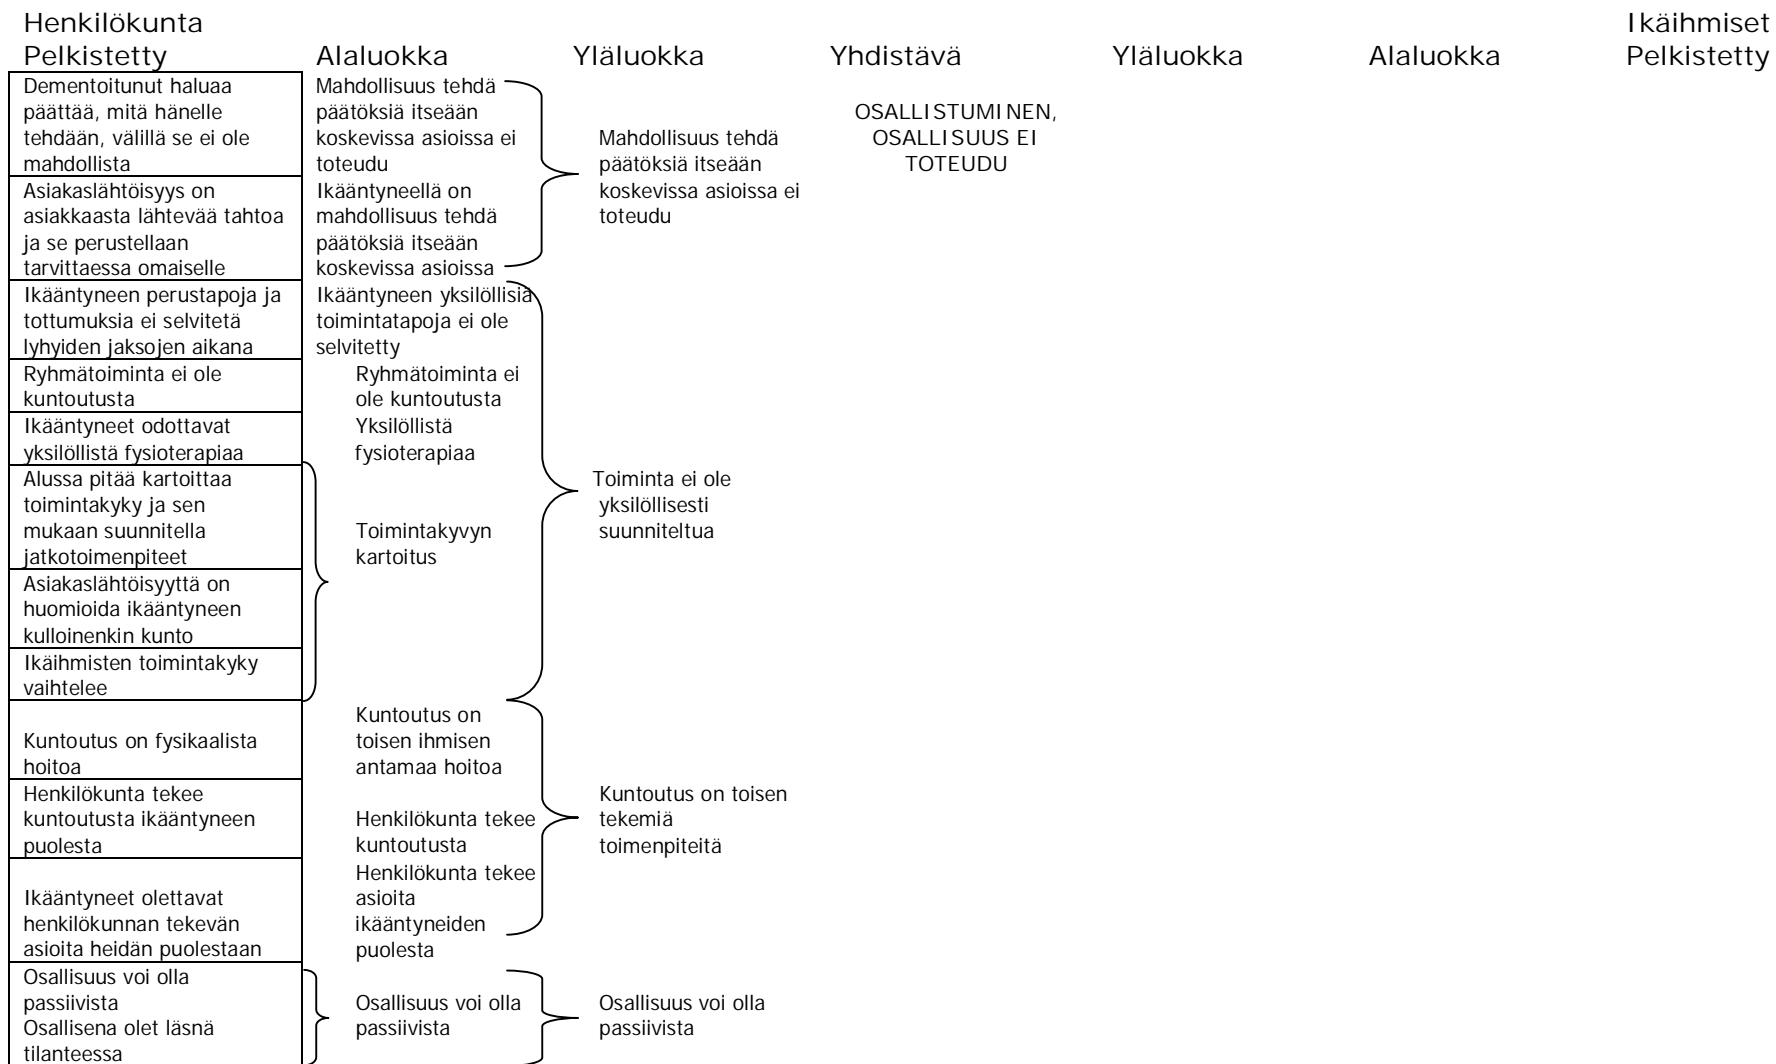 Henkilökunta
Pelkistetty
Alaluokka
Yläluokka
Yhdistävä
Yläluokka
Alaluokka
Ikäihmiset
Pelkistetty
Dementoitunut haluaa
päättää, mitä hänelle
tehdään, välillä se ei ole
mahdollista
Mahdollisuus tehdä
päätöksiä itseään
koskevissa asioissa ei
toteudu
Mahdollisuus tehdä
päätöksiä itseään
koskevissa asioissa ei
toteudu
OSALLISTUMINEN,
OSALLISUUS EI
TOTEUDU
Asiakaslähtöisyys on
asiakkaasta lähtevää tahtoa
ja se perustellaan
tarvittaessa omaiselle
Ikääntyneellä on
mahdollisuus tehdä
päätöksiä itseään
koskevissa asioissa
Ikääntyneen perustapoja ja
tottumuksia ei selvitetä
lyhyiden jaksojen aikana
Ikääntyneen yksilöllisiä
toimintatapoja ei ole
selvitetty
Ryhmätoiminta ei ole
kuntoutusta
Ryhmätoiminta ei
ole kuntoutusta
Ikääntyneet odottavat
yksilöllistä fysioterapiaa
Yksilöllistä
fysioterapiaa
Alussa pitää kartoittaa
toimintakyky ja sen
mukaan suunnitella
jatkotoimenpiteet
Toimintakyvyn
kartoitus
Toiminta ei ole
yksilöllisesti
suunniteltua
Asiakaslähtöisyyttä on
huomioida ikääntyneen
kulloinenkin kunto
Ikäihmisten toimintakyky
vaihtelee
Kuntoutus on fysikaalista
hoitoa
Kuntoutus on
toisen ihmisen
antamaa hoitoa
Henkilökunta tekee
kuntoutusta ikääntyneen
puolesta
Henkilökunta tekee
kuntoutusta
Kuntoutus on toisen
tekemiä
toimenpiteitä
Ikääntyneet olettavat
henkilökunnan tekevän
asioita heidän puolestaan
Henkilökunta tekee
asioita
ikääntyneiden
puolesta
Osallisuus voi olla
passiivista
Osallisena olet läsnä
tilanteessa
Osallisuus voi olla
passiivista
Osallisuus voi olla
passiivista